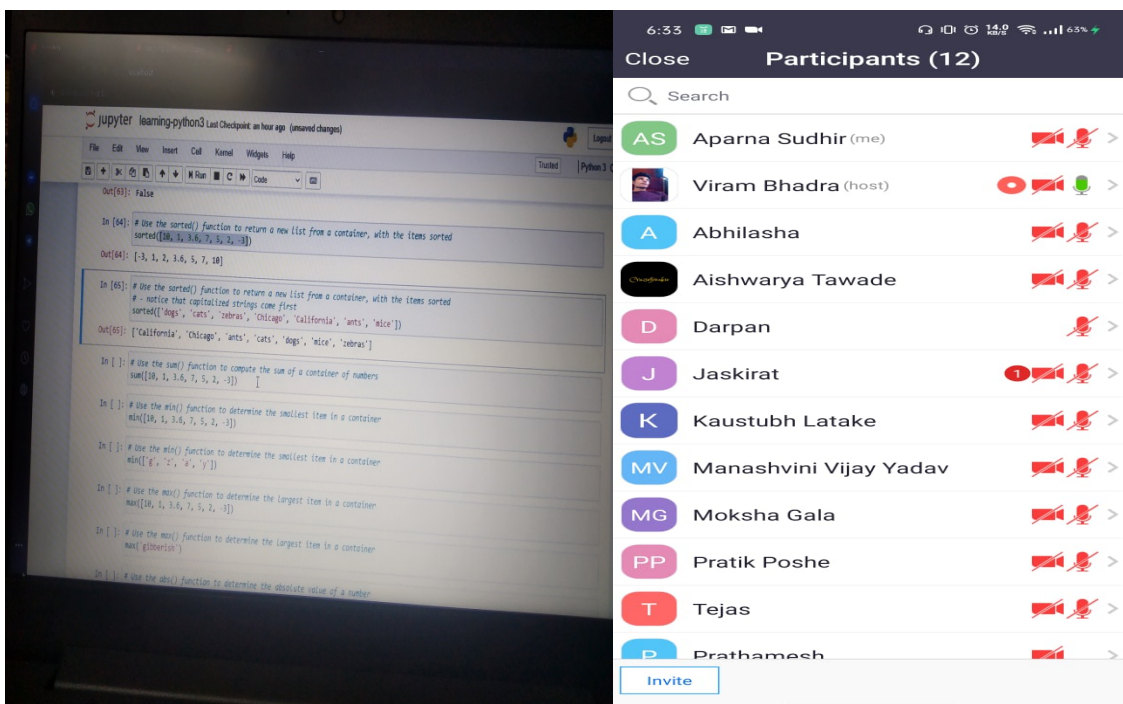 jupyter learning-python3 Last Checkpoint: an hour ago (unsaved changes)
Logout
File Edit View Insert Cell Kernel Widgets Help
Trusted
Python 3
Run
Code
Out[63]: False
In [64]: # Use the sorted() function to return a new list from a container, with the items sorted
sorted([10, 1, 3.6, 7, 5, 2, -3])
Out[64]: [-3, 1, 2, 3.6, 5, 7, 10]
In [65]: # Use the sorted() function to return a new list from a container, with the items sorted
# - notice that capitalized strings come first
sorted(['dogs', 'cats', 'zebras', 'Chicago', 'California', 'ants', 'mice'])
Out[65]: ['California', 'Chicago', 'ants', 'cats', 'dogs', 'mice', 'zebras']
In [ ]: # Use the sum() function to compute the sum of a container of numbers
sum([10, 1, 3.6, 7, 5, 2, -3])
In [ ]: # Use the min() function to determine the smallest item in a container
min([10, 1, 3.6, 7, 5, 2, -3])
In [ ]: # Use the min() function to determine the smallest item in a container
min(['g', 'z', 'a', 'y'])
In [ ]: # Use the max() function to determine the largest item in a container
max([10, 1, 3.6, 7, 5, 2, -3])
In [ ]: # Use the max() function to determine the largest item in a container
max('gibberish')
In [ ]: # Use the abs() function to determine the absolute value of a number
6:33
14.0 KB/S
63%
Close Participants (12)
Search
AS Aparna Sudhir (me)
Viram Bhadra (host)
A Abhilasha
Aishwarya Tawade
D Darpan
J Jaskirat 1
K Kaustubh Latake
MV Manashvini Vijay Yadav
MG Moksha Gala
PP Pratik Poshe
T Tejas
P Prathamesh
Invite